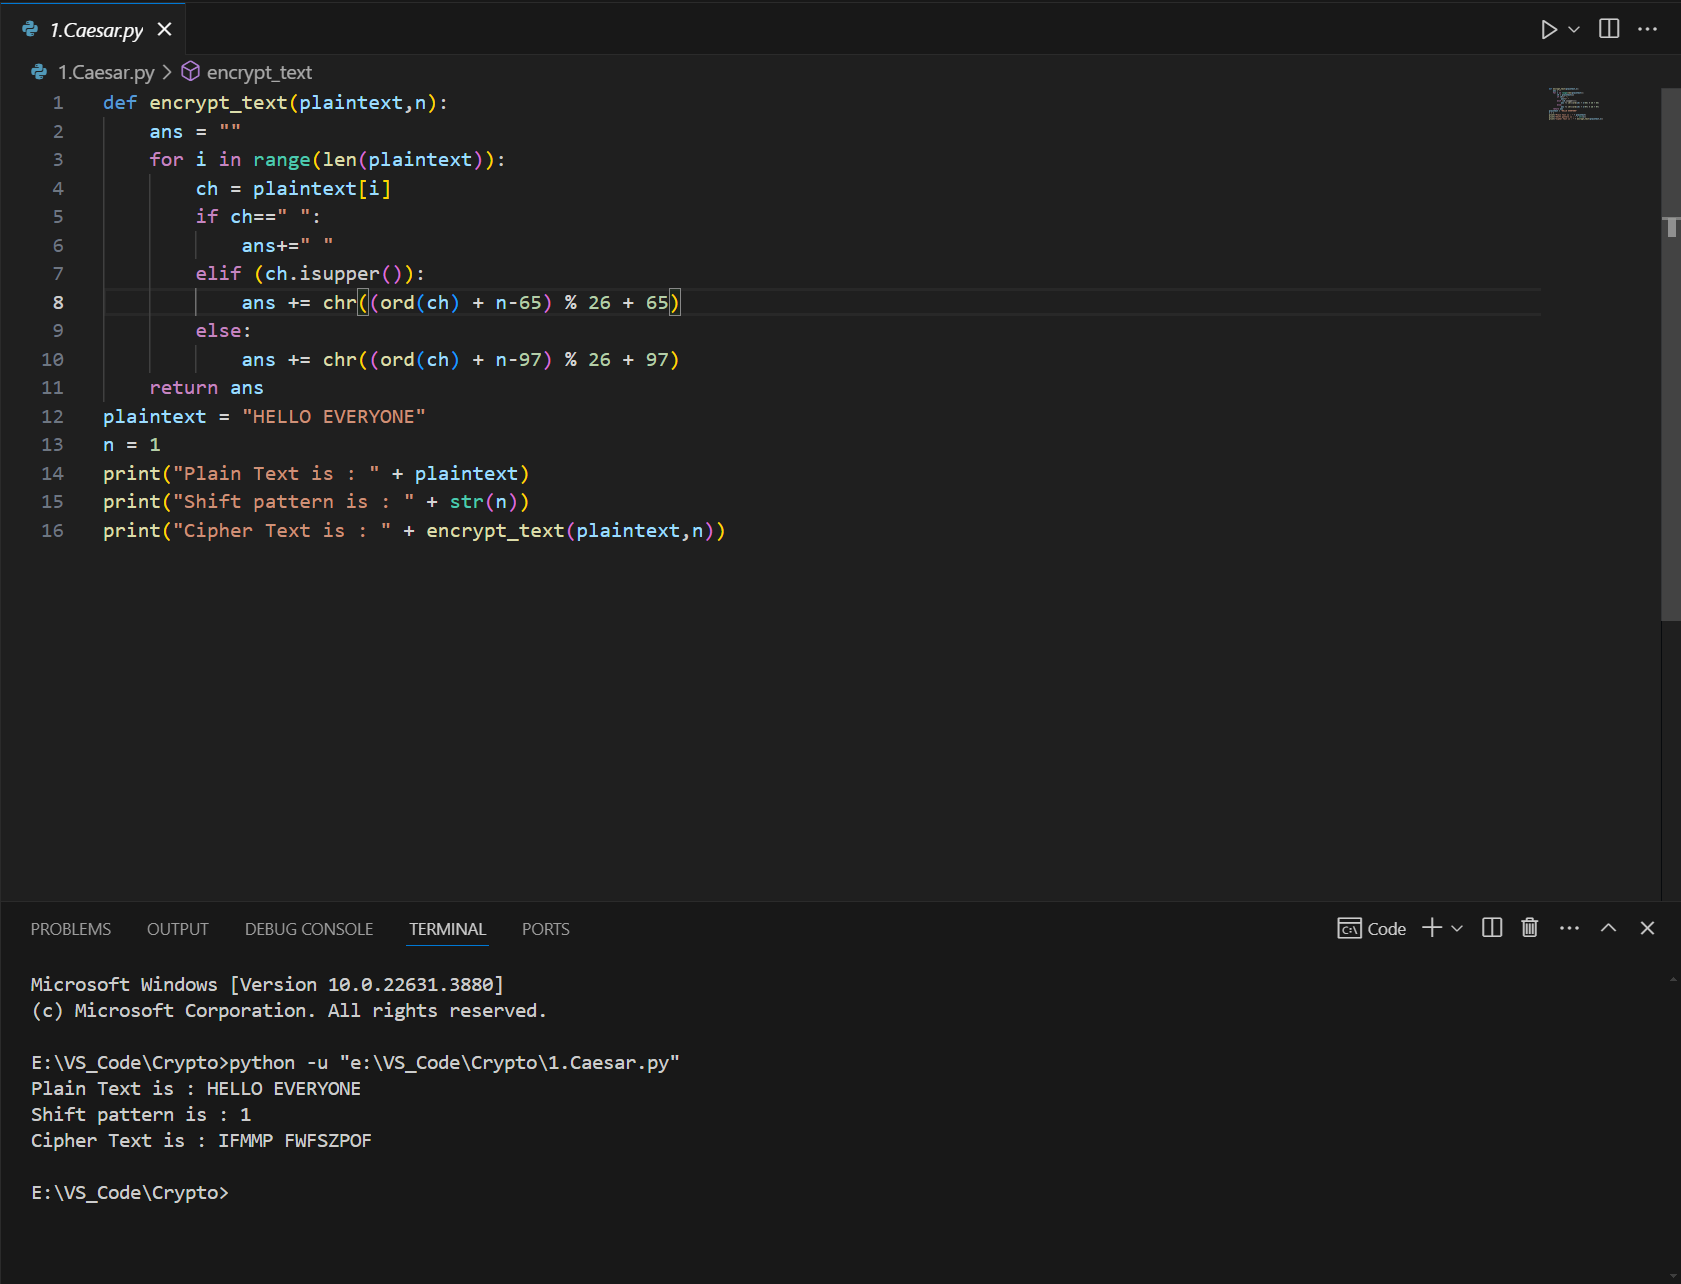 1.Caesar.py
1.Caesar.py > encrypt_text
1 def encrypt_text(plaintext,n):
2     ans = ""
3     for i in range(len(plaintext)):
4         ch = plaintext[i]
5         if ch==" ":
6             ans+=" "
7         elif (ch.isupper()):
8             ans += chr((ord(ch) + n-65) % 26 + 65)
9         else:
10             ans += chr((ord(ch) + n-97) % 26 + 97)
11     return ans
12 plaintext = "HELLO EVERYONE"
13 n = 1
14 print("Plain Text is : " + plaintext)
15 print("Shift pattern is : " + str(n))
16 print("Cipher Text is : " + encrypt_text(plaintext,n))
PROBLEMS OUTPUT DEBUG CONSOLE TERMINAL PORTS Code
Microsoft Windows [Version 10.0.22631.3880]
(c) Microsoft Corporation. All rights reserved.
E:\VS_Code\Crypto>python -u "e:\VS_Code\Crypto\1.Caesar.py"
Plain Text is : HELLO EVERYONE
Shift pattern is : 1
Cipher Text is : IFMMP FWFSZPOF
E:\VS_Code\Crypto>